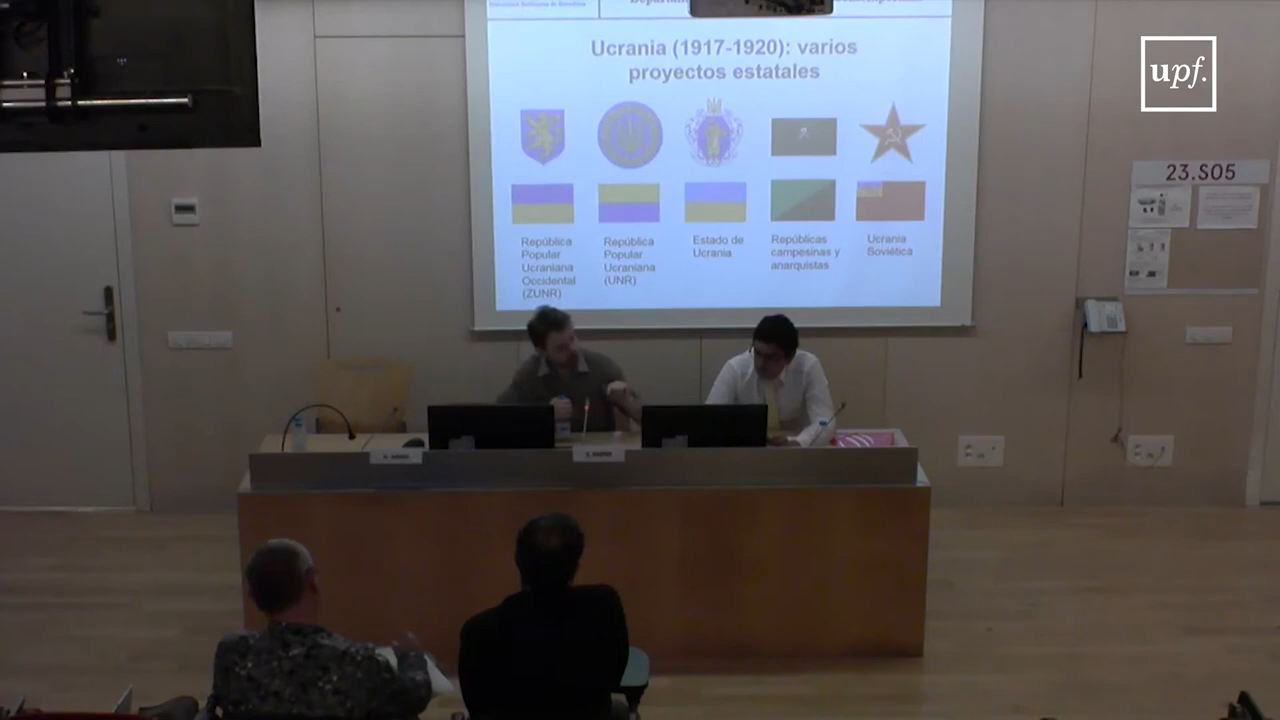 upf.
Ucrania (1917-1920): varios
proyectos estatales
República
Popular
Ucraniana
Occidental
(ZUNR)
República
Popular
Ucraniana
(UNR)
Estado de
Ucrania
Repúblicas
campesinas y
anarquistas
Ucrania
Soviética
23.S05